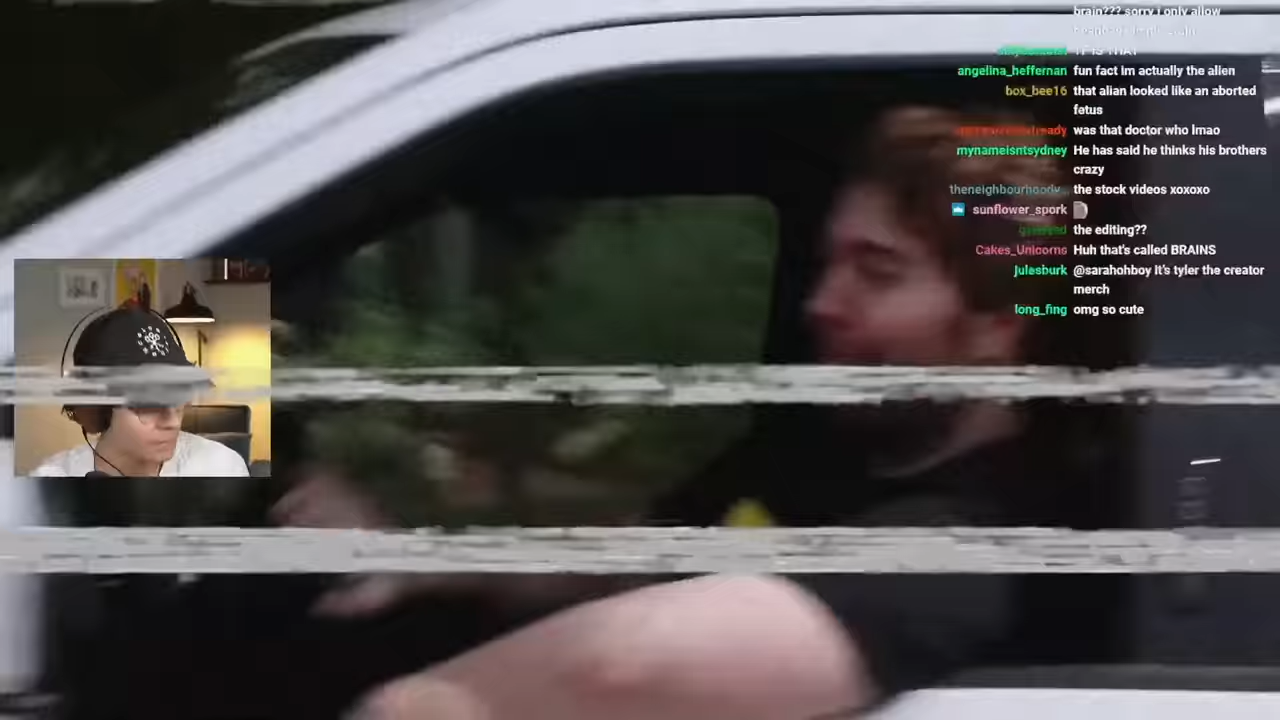 brain??? sorry i only allow
angelina_heffernan fun fact im actually the alien
box_bee16 that alian looked like an aborted
fetus
was that doctor who lmao
mynameisntsydney He has said he thinks his brothers
crazy
theneighbourhoodv... the stock videos xoxoxo
sunflower_spork
the editing??
Cakes_Unicorns Huh that's called BRAINS
Julesburk @sarahohboy It's tyler the creator
merch
long_fing omg so cute